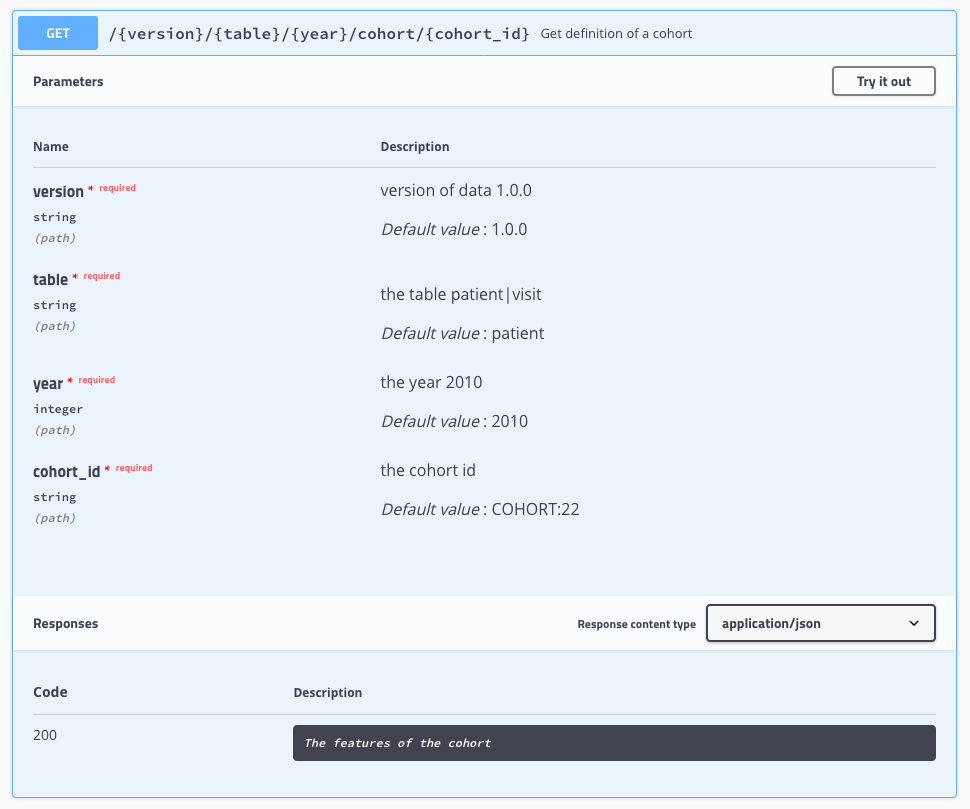 GET /{version}/{table}/{year}/cohort/{cohort_id} Get definition of a cohort
Parameters Try it out
Name Description
version * required version of data 1.0.0
string
Default value : 1.0.0
(path)
table * required
the table patient|visit
string
(path)
Default value : patient
year * required the year 2010
integer
Default value : 2010
(path)
cohort_id * required the cohort id
string
Default value : COHORT:22
(path)
Responses Response content type application/json
Code Description
200 The features of the cohort